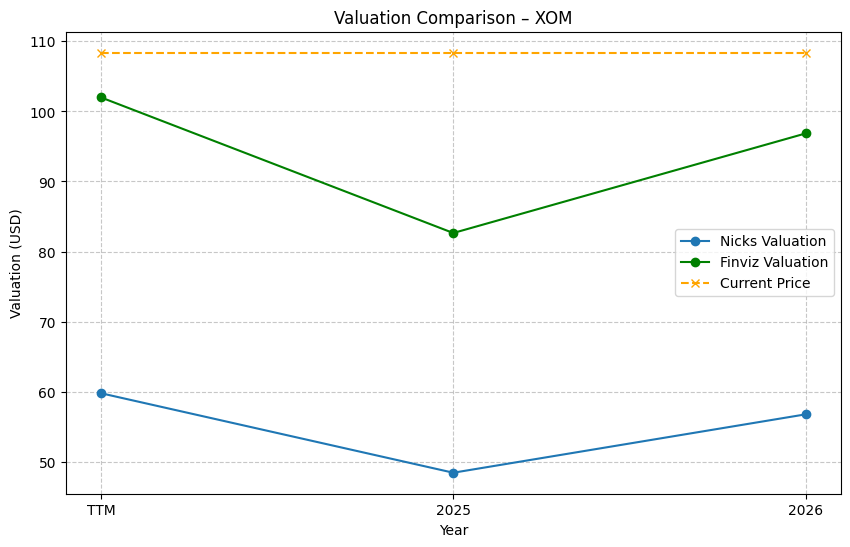 Valuation Comparison – XOM
Valuation (USD)
110
100
90
80
70
60
50
Nicks Valuation
Finviz Valuation
Current Price
TTM
2025
2026
Year